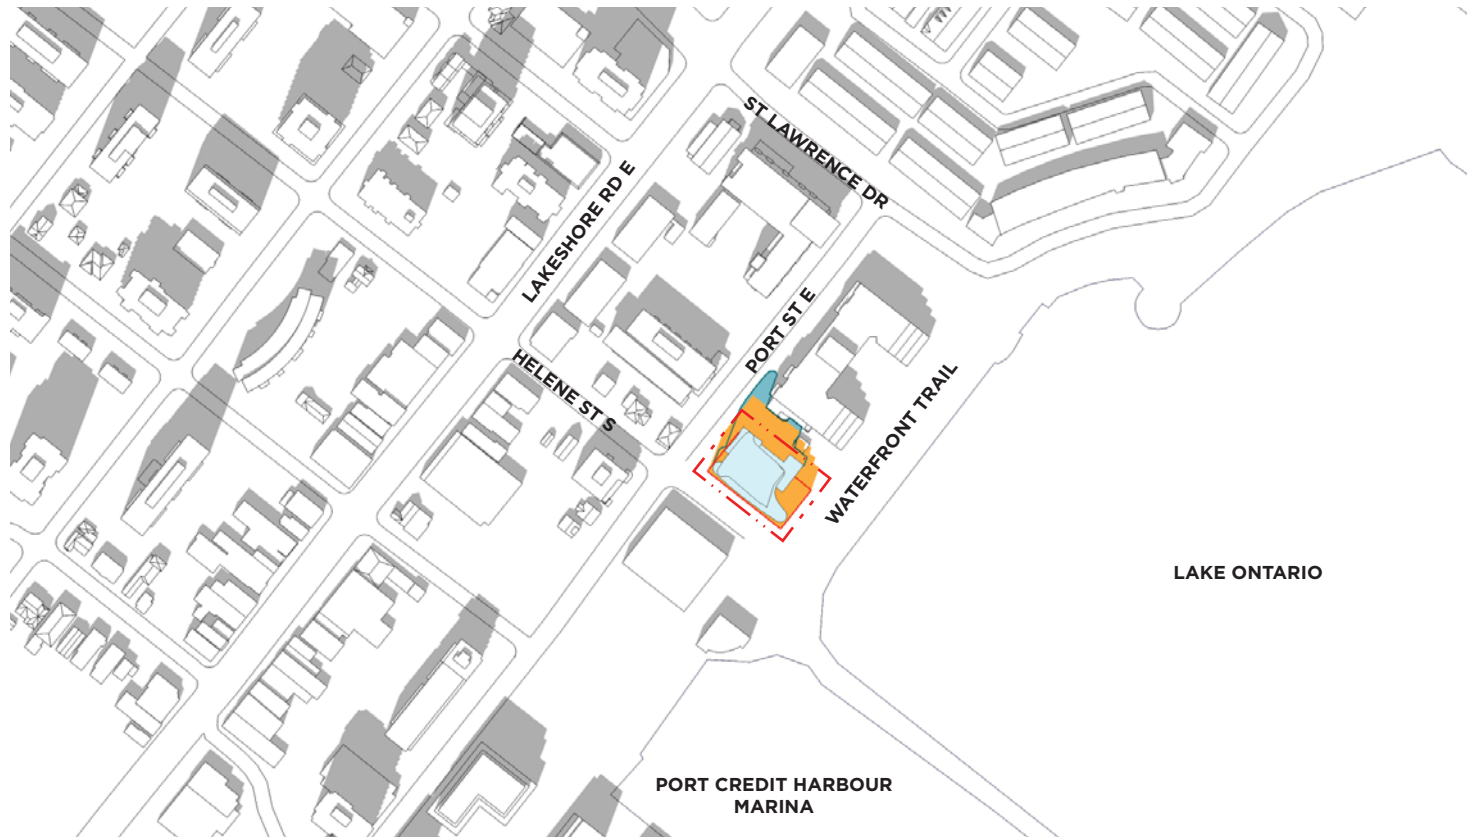 ST LAWRENCE DR
LAKESHORE RD E
PORT ST E
HELENE ST S
WATERFRONT TRAIL
LAKE ONTARIO
PORT CREDIT HARBOUR
MARINA